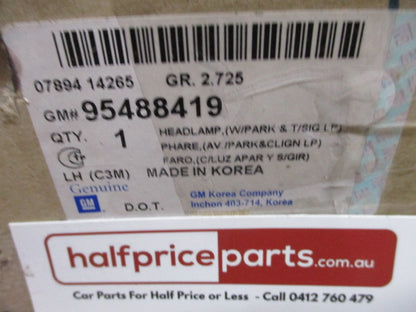 07894 14265 GR. 2.725
GM# 95488419
QTY. 1 HEADLAMP,(W/PARK & T/SIG LP)
PHARE,(AV./PARK&CLIGN LP)
FARO,(C/LUZ APAR Y S/GIR)
LH (C3M) MADE IN KOREA
Genuine
GM D.O.T. GM Korea Company
Inchon 403-714, Korea
halfpriceparts.com.au
Car Parts For Half Price or Less - Call 0412 760 479